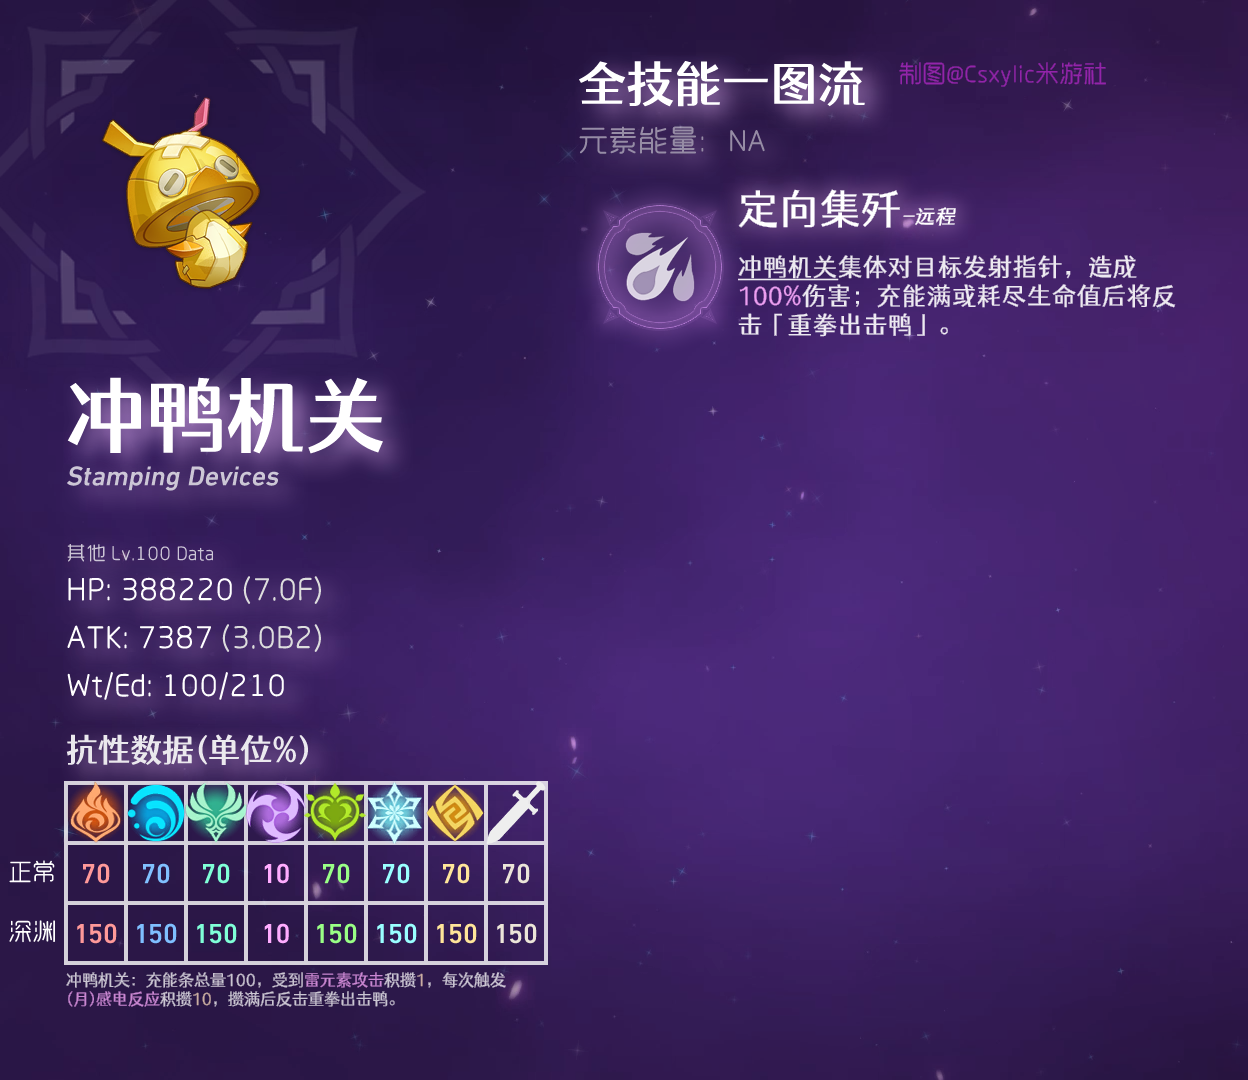 全技能一图流
制图@Csxylic米游社
元素能量: NA
定向集歼-远程
冲鸭机关集体对目标发射指针，造成
100%伤害；充能满或耗尽生命值后将反
击「重拳出击鸭」。
冲鸭机关
Stamping Devices
其他 Lv.100 Data
HP: 388220 (7.0F)
ATK: 7387 (3.0B2)
Wt/Ed: 100/210
抗性数据(单位%)
正常 70 70 70 10 70 70 70 70
深渊 150 150 150 10 150 150 150 150
冲鸭机关：充能条总量100，受到雷元素攻击积攒1，每次触发
(月)感电反应积攒10，攒满后反击重拳出击鸭。